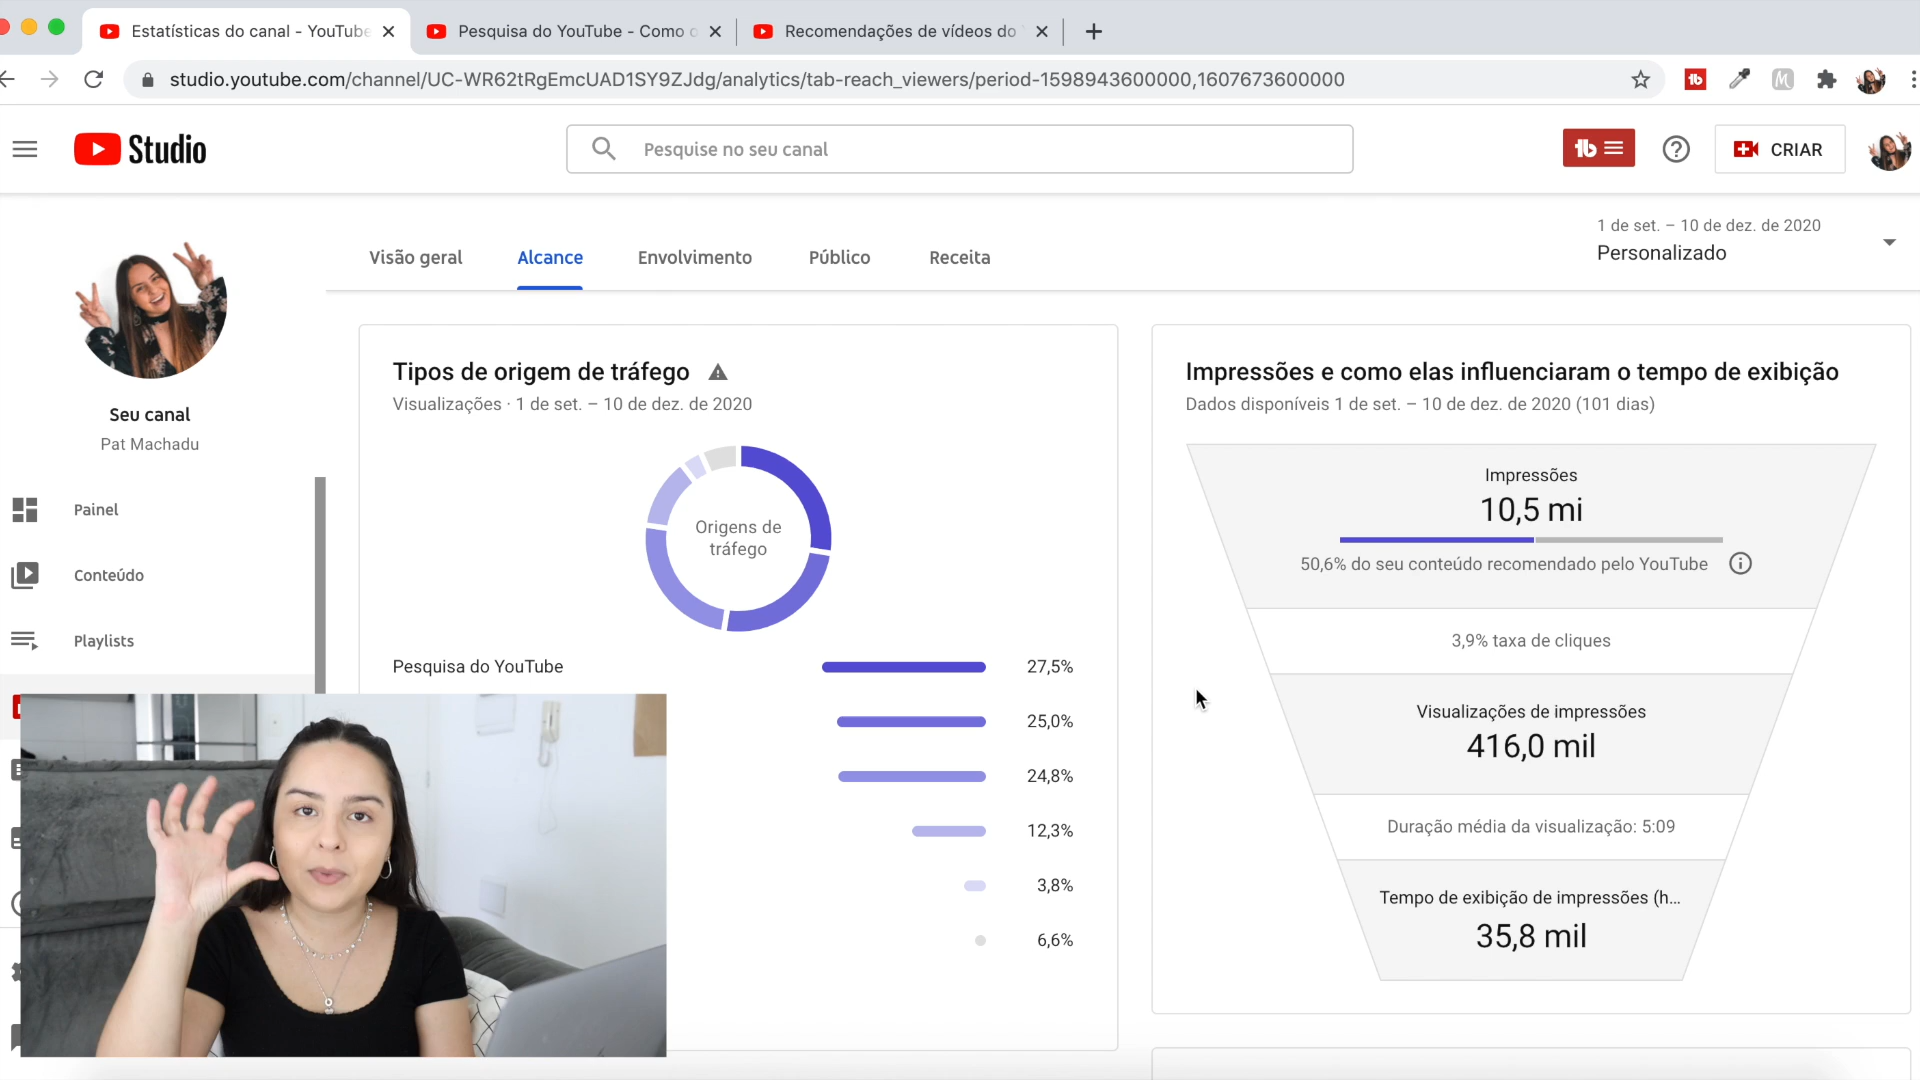 Estatísticas do canal - YouTube
Pesquisa do YouTube - Como
Recomendações de vídeos do
studio.youtube.com/channel/UC-WR62tRgEmcUAD1SY9ZJdg/analytics/tab-reach_viewers/period-1598943600000,1607673600000
Studio
Pesquise no seu canal
CRIAR
1 de set. – 10 de dez. de 2020
Personalizado
Visão geral
Alcance
Envolvimento
Público
Receita
Seu canal
Pat Machadu
Painel
Conteúdo
Playlists
Tipos de origem de tráfego
Visualizações · 1 de set. – 10 de dez. de 2020
Origens de
tráfego
Pesquisa do YouTube
27,5%
25,0%
24,8%
12,3%
3,8%
6,6%
Impressões e como elas influenciaram o tempo de exibição
Dados disponíveis 1 de set. – 10 de dez. de 2020 (101 dias)
Impressões
10,5 mi
50,6% do seu conteúdo recomendado pelo YouTube
3,9% taxa de cliques
Visualizações de impressões
416,0 mil
Duração média da visualização: 5:09
Tempo de exibição de impressões (h...
35,8 mil